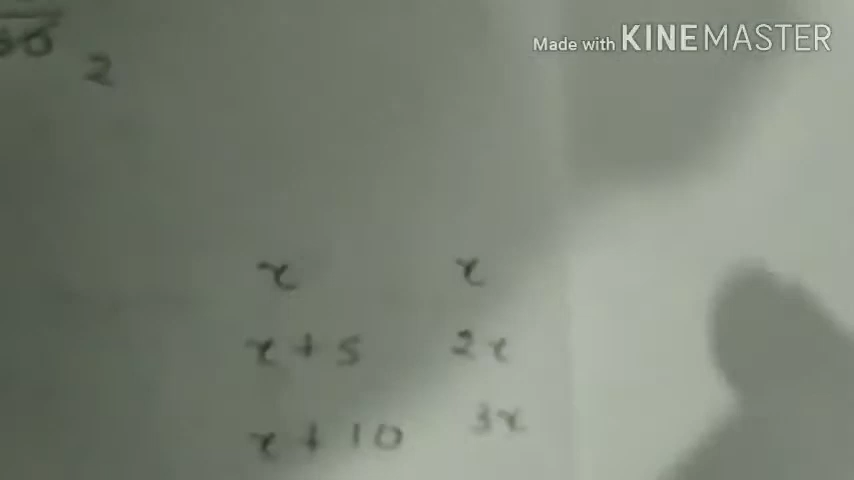 Made with KINEMASTER
2
x x
x + 5 2x
x + 10 3x